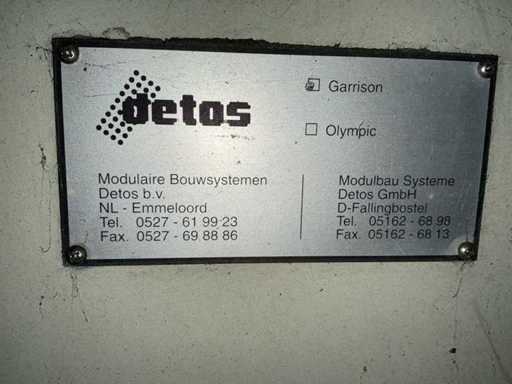 detos
Garrison
Olympic
Modulaire Bouwsystemen
Detos b.v.
NL - Emmeloord
Tel. 0527 - 61 99 23
Fax. 0527 - 69 88 86
Modulbau Systeme
Detos GmbH
D-Fallingbostel
Tel. 05162 - 68 98
Fax. 05162 - 68 13